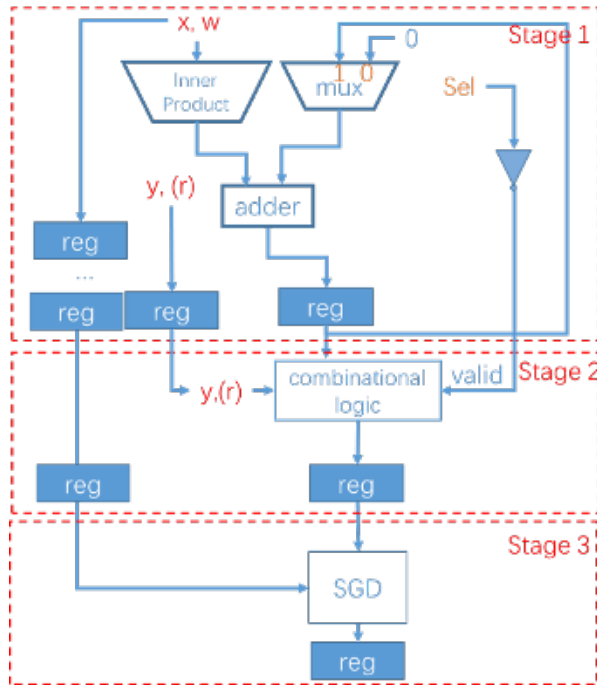 x, w
0
Stage 1
Inner
Product
1 0
mux
Sel
y, (r)
adder
reg
...
reg
reg
reg
Stage 2
y,(r)
combinational
logic
valid
reg
reg
Stage 3
SGD
reg